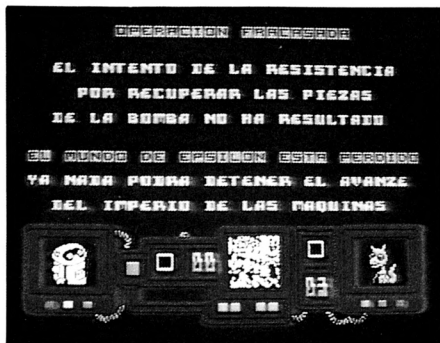 OPERACION FRACASADA
EL INTENTO DE LA RESISTENCIA
POR RECUPERAR LAS PIEZAS
DE LA BOMBA NO HA RESULTADO
EL MUNDO DE EPSILON ESTA PERDIDO
YA NADA PODRA DETENER EL AVANZE
DEL IMPERIO DE LAS MAQUINAS
00
03